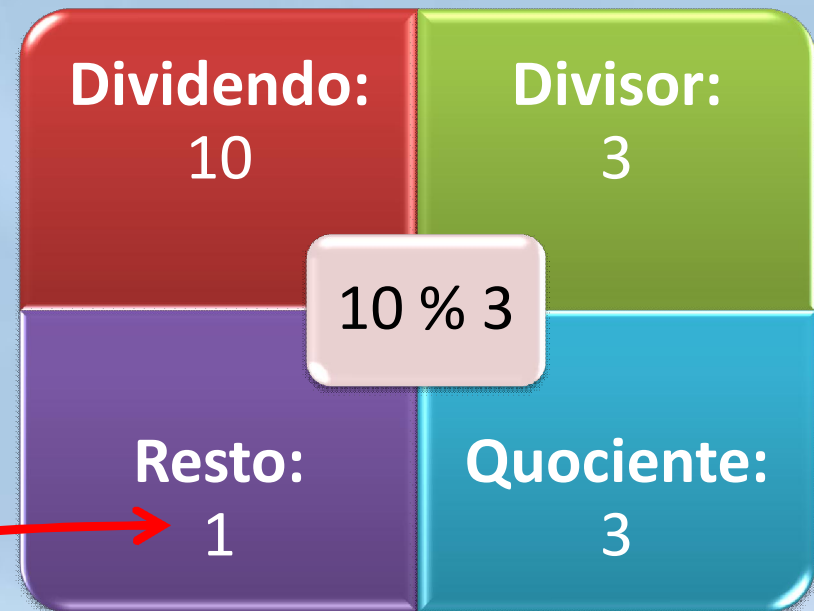 Dividendo:
10
Divisor:
3
10 % 3
Resto:
1
Quociente:
3